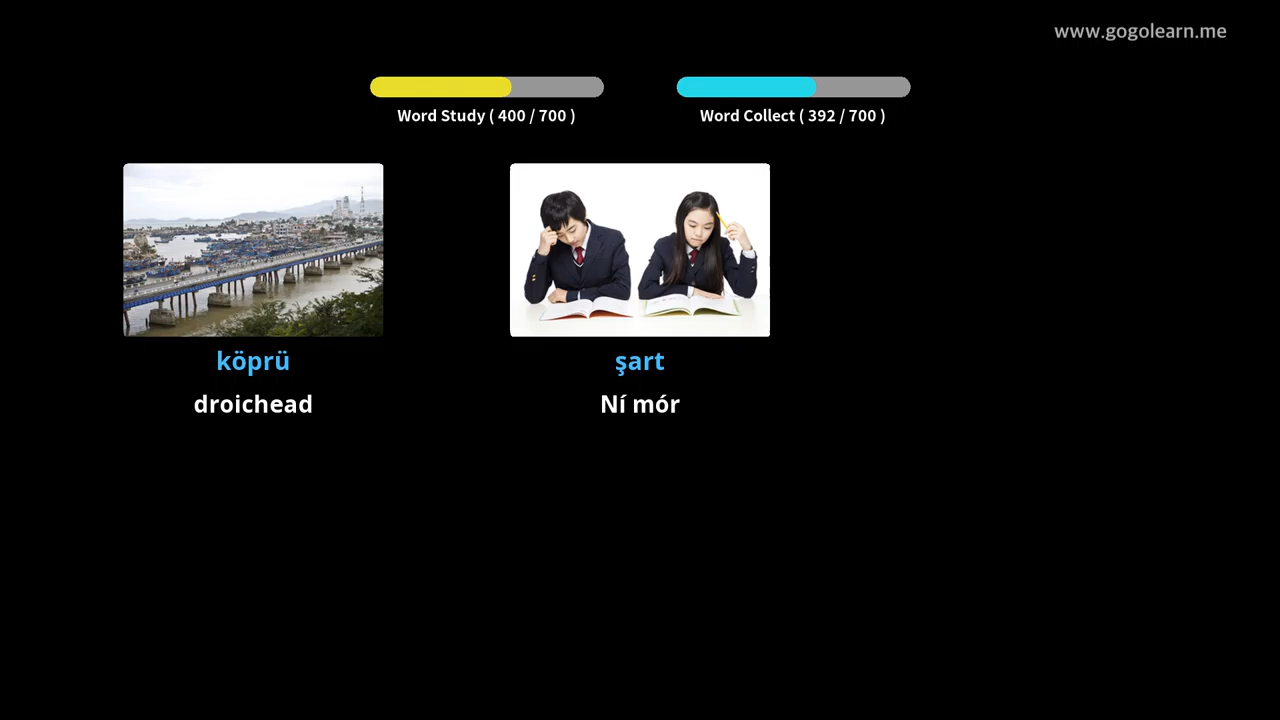 www.gogolearn.me
Word Study ( 400 / 700 )
Word Collect ( 392 / 700 )
köprü
droichead
şart
Ní mór